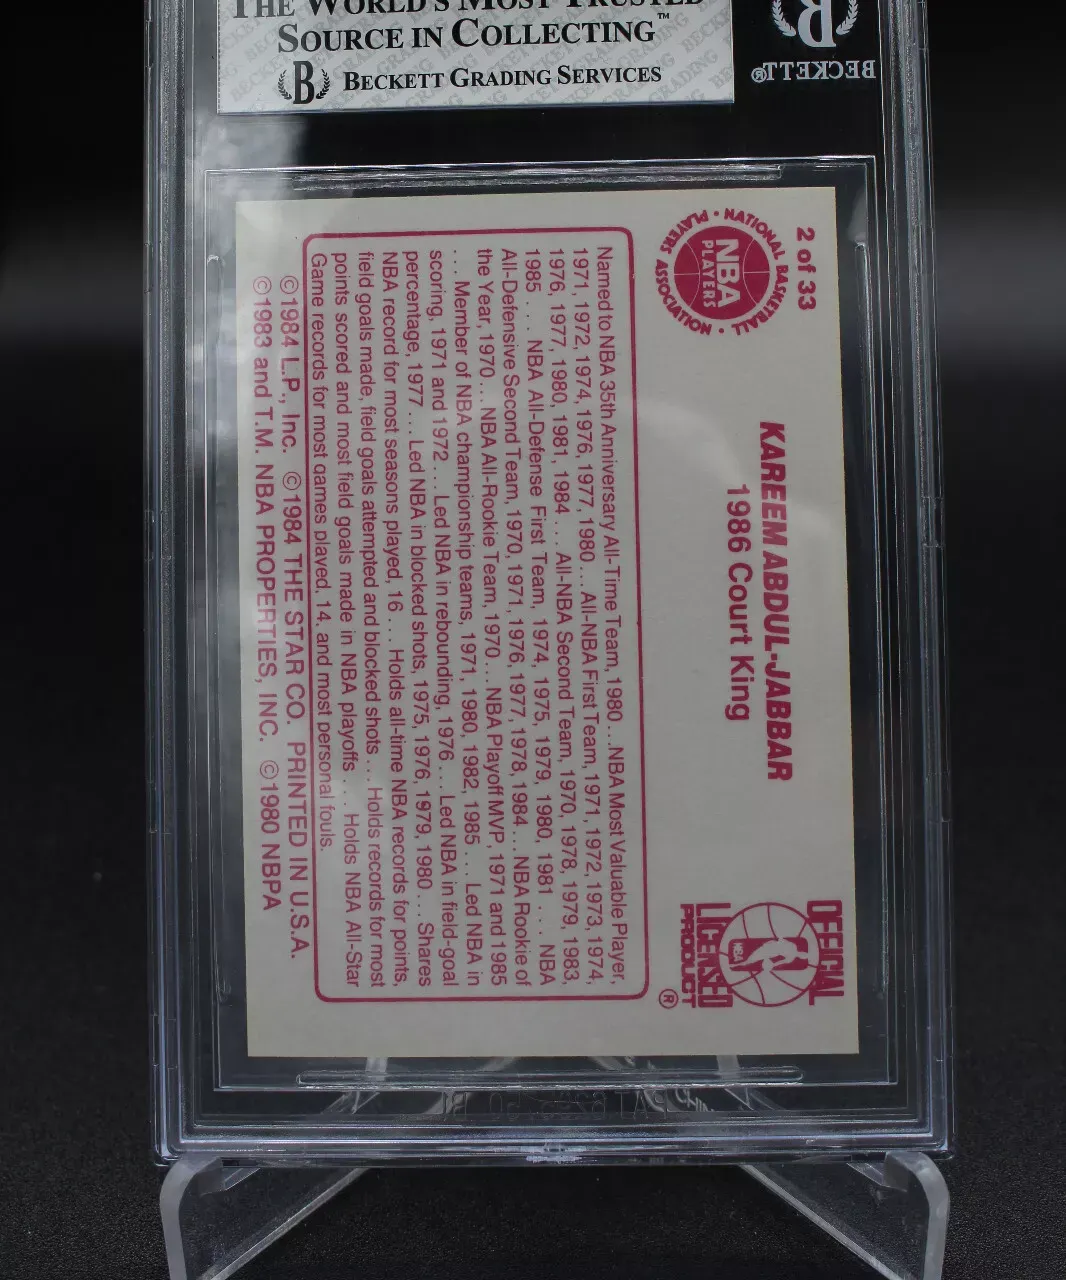 THE WORLD'S MOST TRUSTED
SOURCE IN COLLECTING™
B BECKETT GRADING SERVICES
B
BECKETT®
2 of 33
NATIONAL BASKETBALL PLAYERS ASSOCIATION
NBA
PLAYERS
KAREEM ABDUL-JABBAR
1986 Court King
OFFICIAL
NBA
LICENSED
PRODUCT
®
Named to NBA 35th Anniversary All-Time Team, 1980 ...NBA Most Valuable Player,
1971, 1972, 1974, 1976, 1977, 1980 ... All-NBA First Team, 1971, 1972, 1973, 1974,
1976, 1977, 1980, 1981, 1984 ... All-NBA Second Team, 1970, 1978, 1979, 1983,
1985 ... NBA All-Defense First Team, 1974, 1975, 1979, 1980, 1981 ... NBA
All-Defensive Second Team, 1970, 1971, 1976, 1977, 1978, 1984 ... NBA Rookie of
the Year, 1970 ... NBA All-Rookie Team, 1970 ... NBA Playoff MVP, 1971 and 1985
... Member of NBA championship teams, 1971, 1980, 1982, 1985 ... Led NBA in
scoring, 1971 and 1972 ... Led NBA in rebounding, 1976 ... Led NBA in field-goal
percentage, 1977 ... Led NBA in blocked shots, 1975, 1976, 1979, 1980 ... Shares
NBA record for most seasons played, 16 ... Holds all-time NBA records for points,
field goals made, field goals attempted and blocked shots ... Holds records for most
points scored and most field goals made in NBA playoffs ... Holds NBA All-Star
Game records for most games played, 14, and most personal fouls.
©1984 L.P., Inc. ©1984 THE STAR CO. PRINTED IN U.S.A.
©1983 and T.M. NBA PROPERTIES, INC. ©1980 NBPA